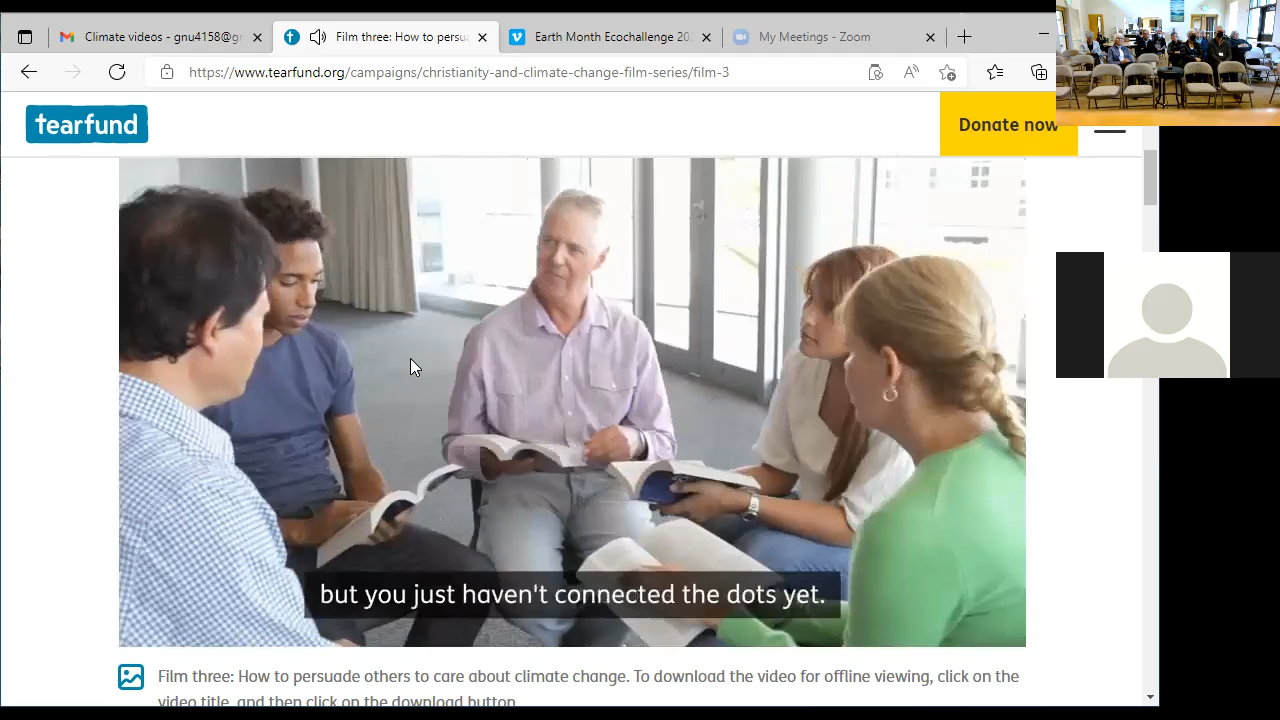 Climate videos - gnu4158@gr
Film three: How to persu
Earth Month Ecochallenge 20
My Meetings - Zoom
https://www.tearfund.org/campaigns/christianity-and-climate-change-film-series/film-3
tearfund
Donate now
but you just haven't connected the dots yet.
Film three: How to persuade others to care about climate change. To download the video for offline viewing, click on the
video title, and then click on the download button.